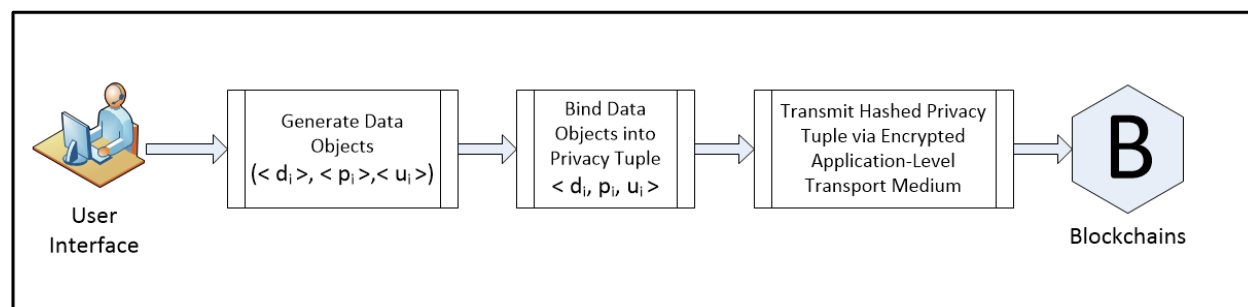 User
Interface
Generate Data
Objects
(< dᵢ >, < pᵢ >,< uᵢ >)
Bind Data
Objects into
Privacy Tuple
< dᵢ, pᵢ, uᵢ >
Transmit Hashed Privacy
Tuple via Encrypted
Application-Level
Transport Medium
B
Blockchains